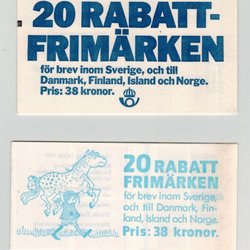 20 RABATT-
FRIMÄRKEN
för brev inom Sverige, och till
Danmark, Finland, Island och Norge.
Pris: 38 kronor.
20 RABATT
FRIMÄRKEN
för brev inom Sverige,
och till Danmark, Fin-
land, Island och Norge.
Pris: 38 kronor.